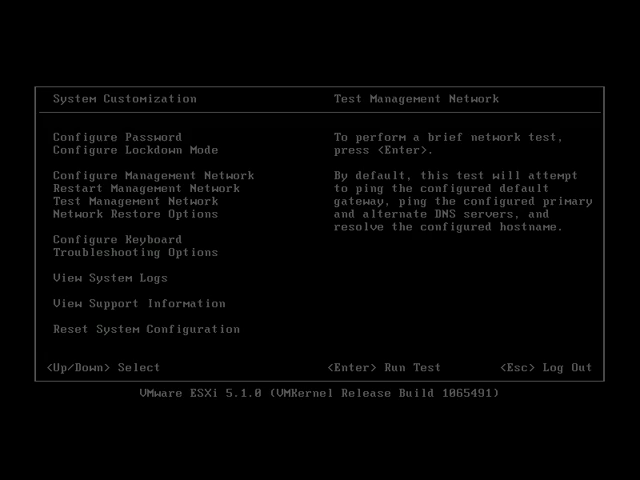 System Customization
Test Management Network
Configure Password
Configure Lockdown Mode
Configure Management Network
Restart Management Network
Test Management Network
Network Restore Options
Configure Keyboard
Troubleshooting Options
View System Logs
View Support Information
Reset System Configuration
To perform a brief network test,
press <Enter>.
By default, this test will attempt
to ping the configured default
gateway, ping the configured primary
and alternate DNS servers, and
resolve the configured hostname.
<Up/Down> Select
<Enter> Run Test
<Esc> Log Out
VMware ESXi 5.1.0 (VMKernel Release Build 1065491)